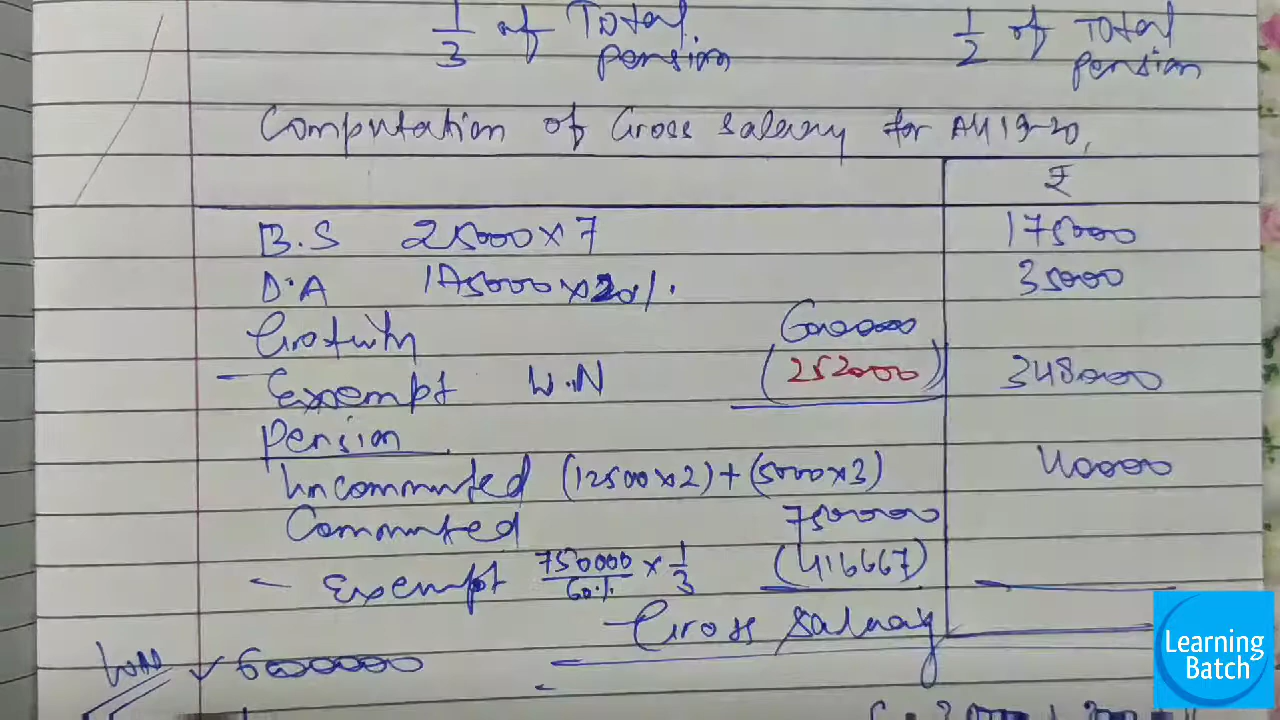 1/3 of Total pension
1/2 of Total pension
Computation of Gross salary for AY 19-20,
₹
B.S 25000×7 175000
D.A 175000×20%. 35000
Gratuity 600000
- Exempt W.N (252000) 348000
Pension
Uncommuted (12500×2)+(5000×3) 40000
Commuted 750000
- Exempt 750000/60% × 1/3 (416667)
Gross salary
Learning
Batch